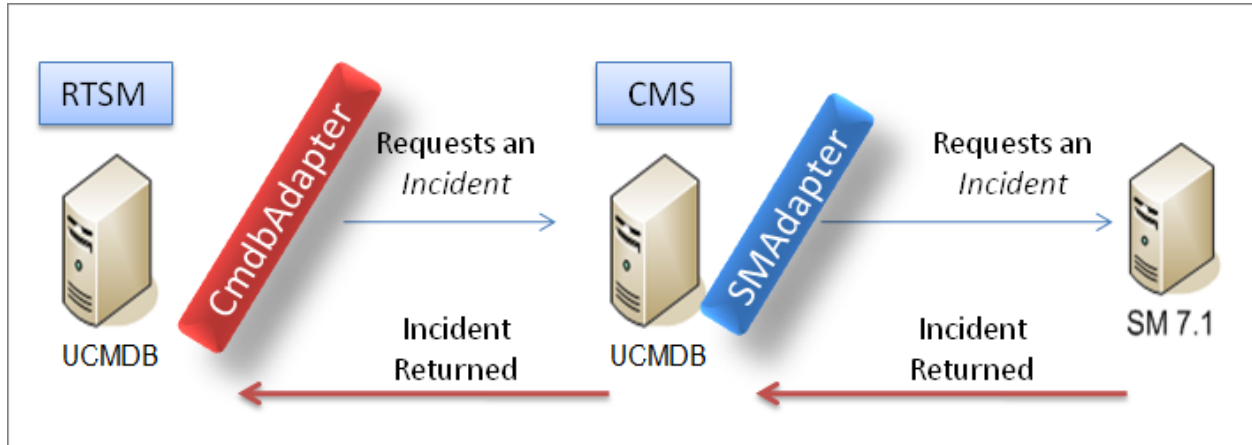 RTSM
CmdbAdapter
Requests an
Incident
CMS
SMAdapter
Requests an
Incident
UCMDB
Incident
Returned
UCMDB
Incident
Returned
SM 7.1